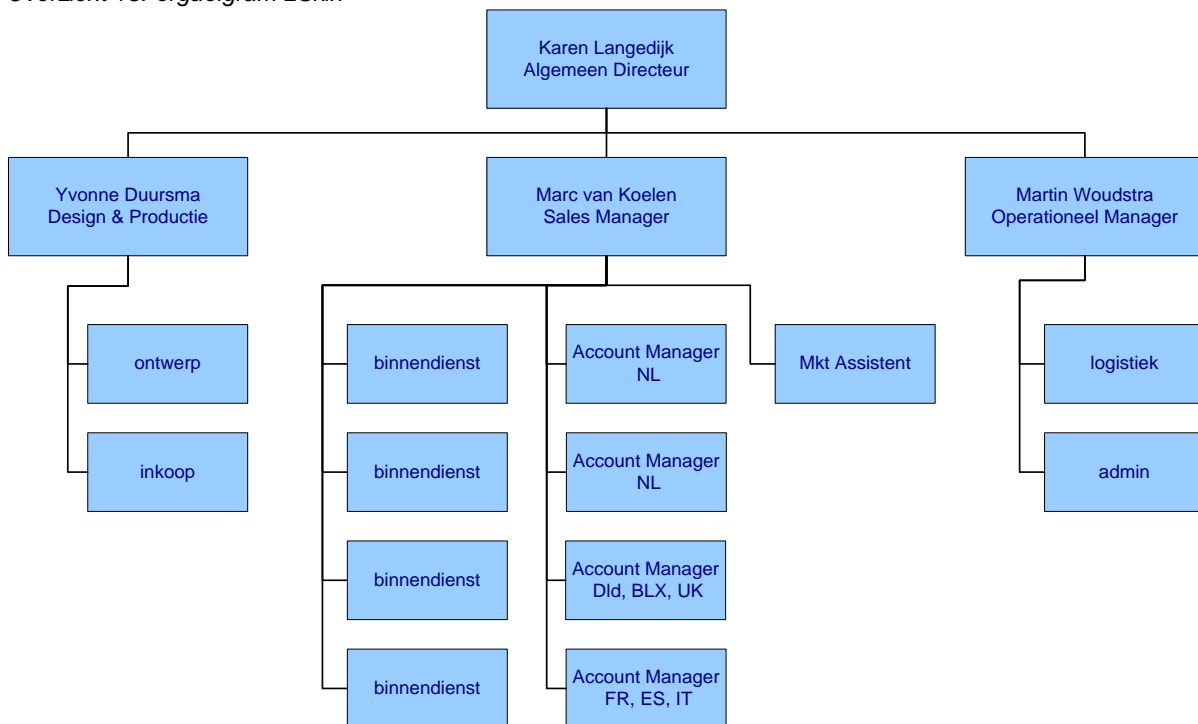 Karen Langedijk
Algemeen Directeur
Yvonne Duursma
Design & Productie
Marc van Koelen
Sales Manager
Martin Woudstra
Operationeel Manager
ontwerp
binnendienst
Account Manager
NL
Mkt Assistent
logistiek
inkoop
binnendienst
Account Manager
NL
admin
binnendienst
Account Manager
Dld, BLX, UK
binnendienst
Account Manager
FR, ES, IT